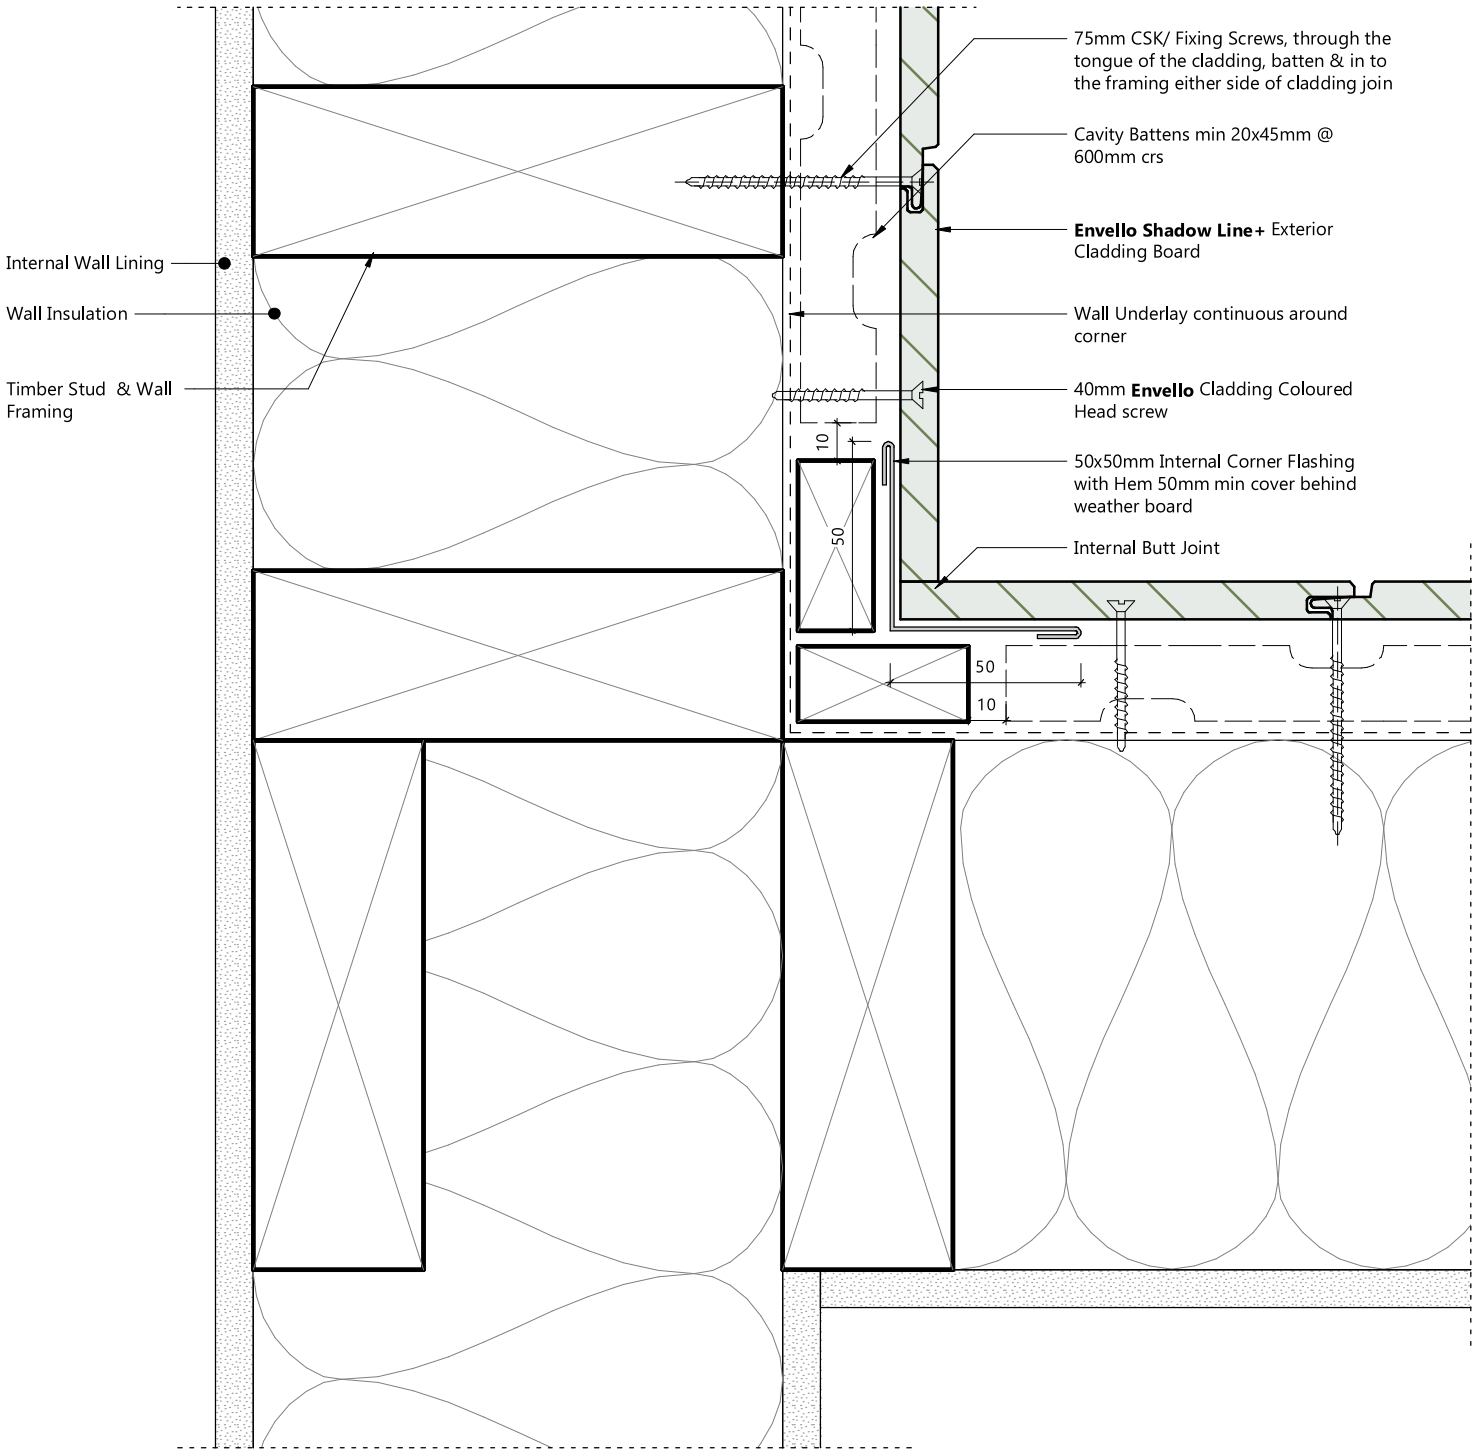 75mm CSK/ Fixing Screws, through the
tongue of the cladding, batten & in to
the framing either side of cladding join
Cavity Battens min 20x45mm @
600mm crs
Envello Shadow Line+ Exterior
Cladding Board
Internal Wall Lining
Wall Insulation
Wall Underlay continuous around
corner
Timber Stud & Wall
Framing
40mm Envello Cladding Coloured
Head screw
10
50x50mm Internal Corner Flashing
with Hem 50mm min cover behind
weather board
50
Internal Butt Joint
50
10